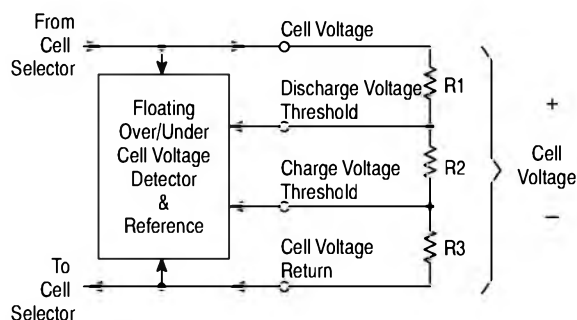 From
Cell
Selector
Cell Voltage
Discharge Voltage
Threshold
R1
Floating
Over/Under
Cell Voltage
Detector
&
Reference
Charge Voltage
Threshold
R2
+
Cell
Voltage
–
Cell Voltage
Return
R3
To
Cell
Selector